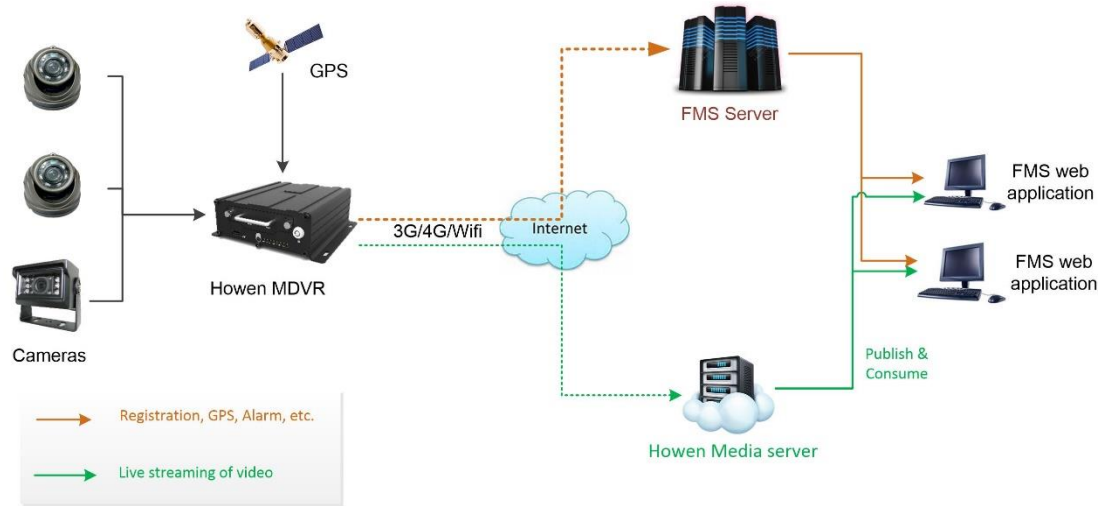 GPS
FMS Server
FMS web
application
3G/4G/Wifi
Internet
Howen MDVR
FMS web
application
Cameras
Publish &
Consume
Registration, GPS, Alarm, etc.
Howen Media server
Live streaming of video